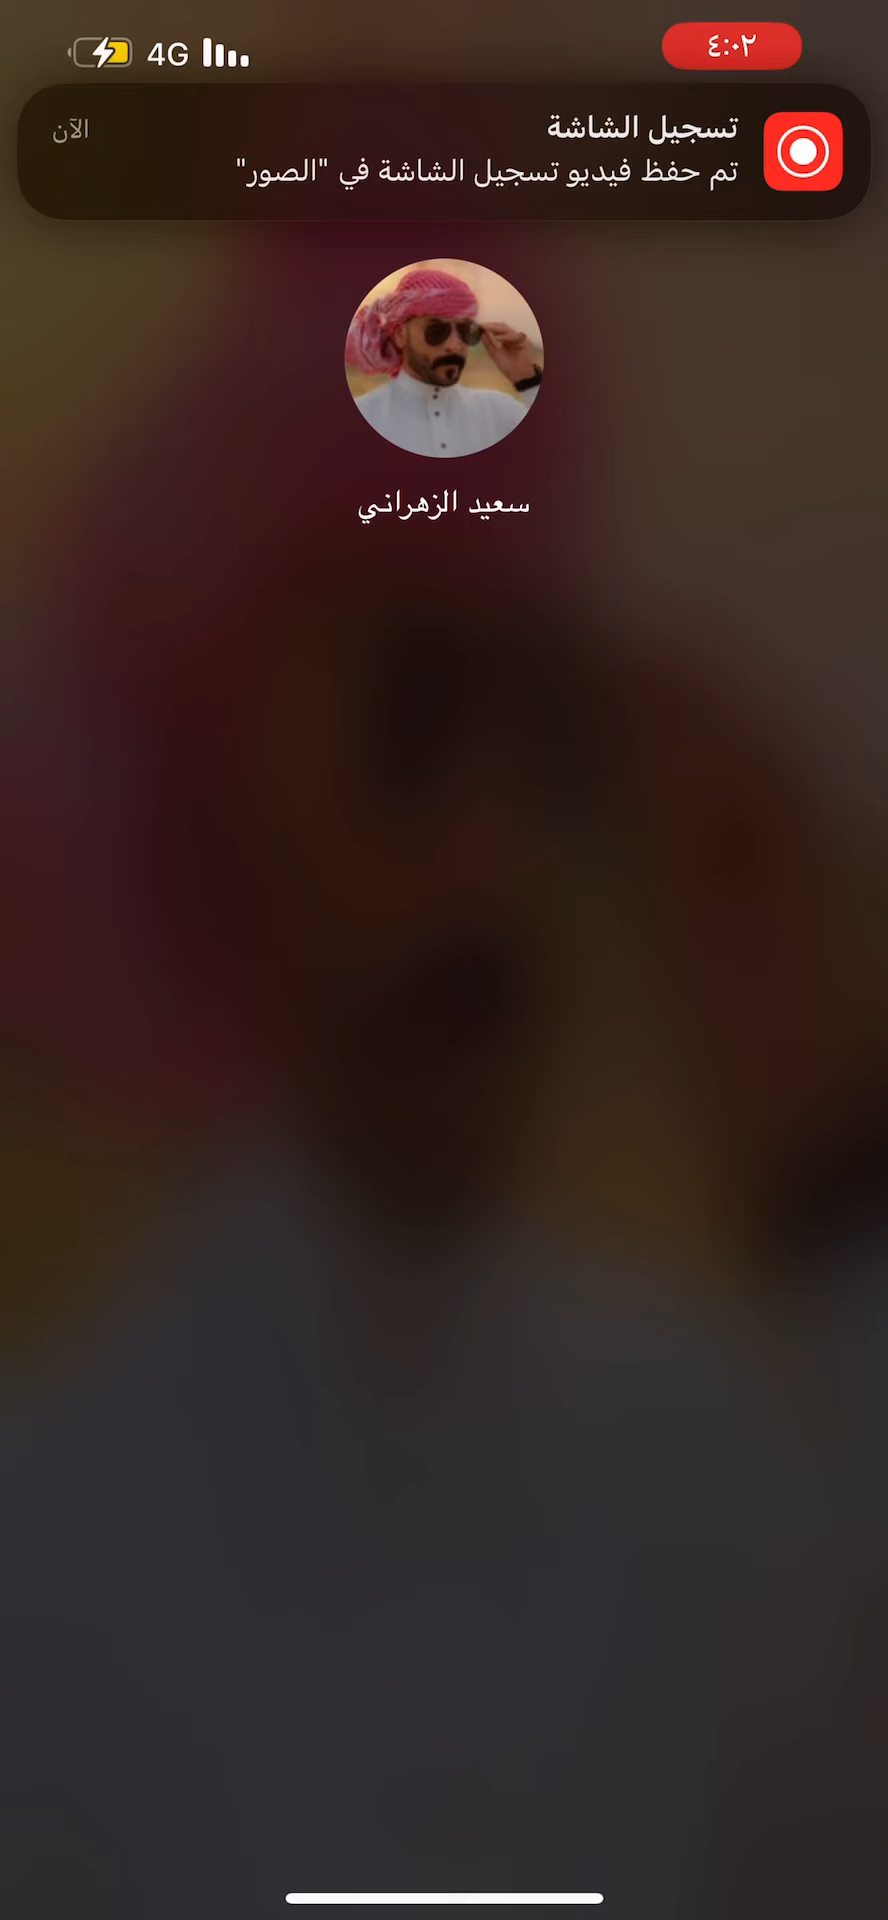 ٤:٠٢
4G
تسجيل الشاشة
الآن
تم حفظ فيديو تسجيل الشاشة في "الصور"
سعيد الزهراني